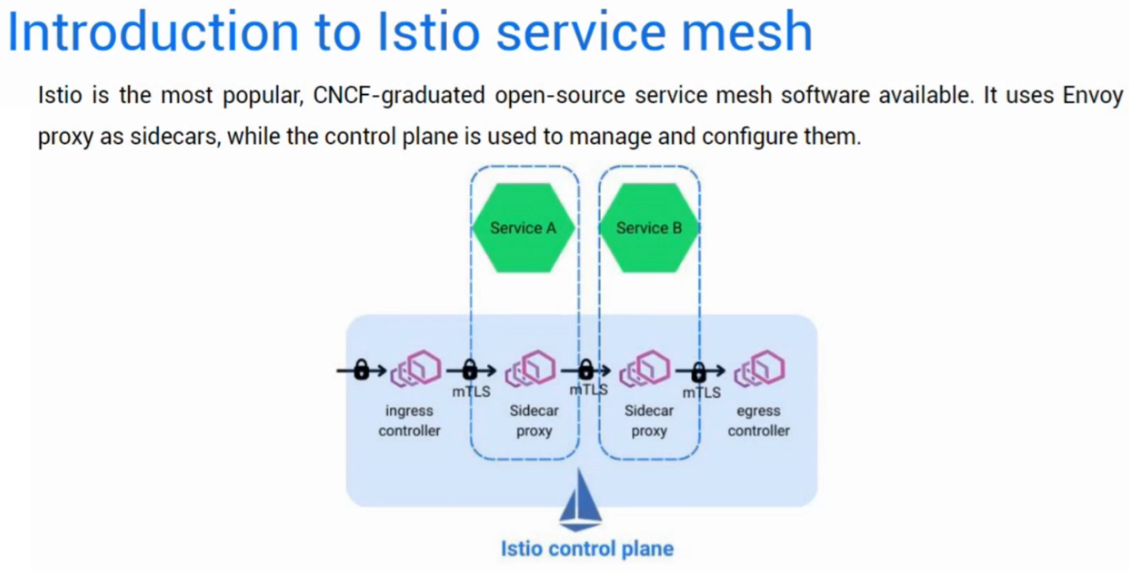 Introduction to Istio service mesh
Istio is the most popular, CNCF-graduated open-source service mesh software available. It uses Envoy
proxy as sidecars, while the control plane is used to manage and configure them.
Service A
Service B
mTLS
mTLS
mTLS
ingress
controller
Sidecar
proxy
Sidecar
proxy
egress
controller
Istio control plane